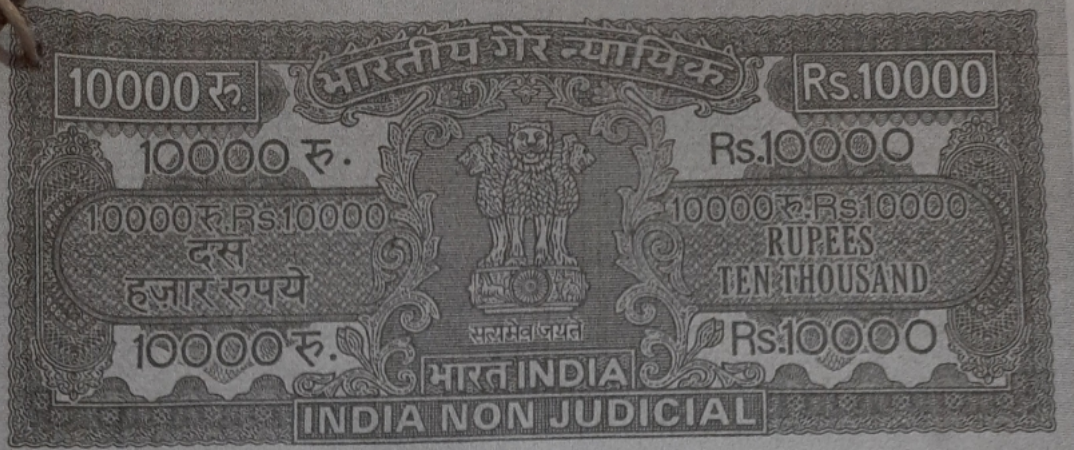 भारतीय गैर न्यायिक
10000 रु. Rs.10000
10000 रु. Rs.10000
10000 रु. Rs.10000 10000 रु. Rs.10000
दस RUPEES
हज़ार रुपये TEN THOUSAND
सत्यमेव जयते
10000 रु. Rs.10000
भारत INDIA
INDIA NON JUDICIAL